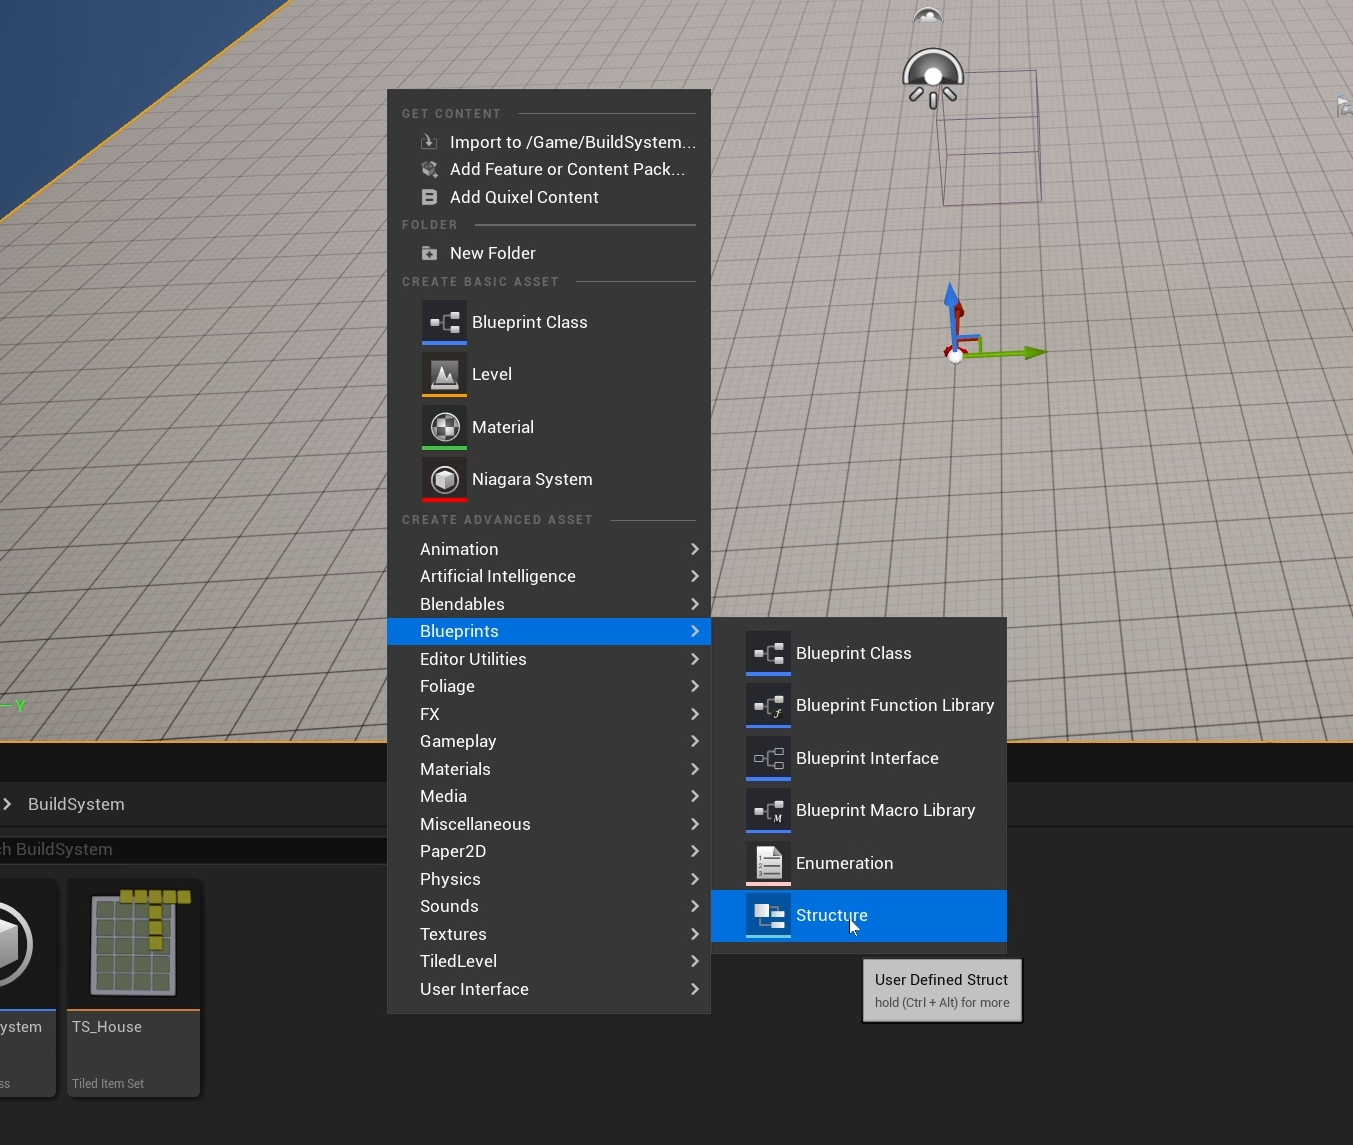 GET CONTENT
Import to /Game/BuildSystem...
Add Feature or Content Pack...
Add Quixel Content
FOLDER
New Folder
CREATE BASIC ASSET
Blueprint Class
Level
Material
Niagara System
CREATE ADVANCED ASSET
Animation
Artificial Intelligence
Blendables
Blueprints
Editor Utilities
Foliage
FX
Gameplay
Materials
Media
Miscellaneous
Paper2D
Physics
Sounds
Textures
TiledLevel
User Interface
Blueprint Class
Blueprint Function Library
Blueprint Interface
Blueprint Macro Library
Enumeration
Structure
User Defined Struct
hold (Ctrl + Alt) for more
Y
BuildSystem
ch BuildSystem
ystem
ss
TS_House
Tiled Item Set